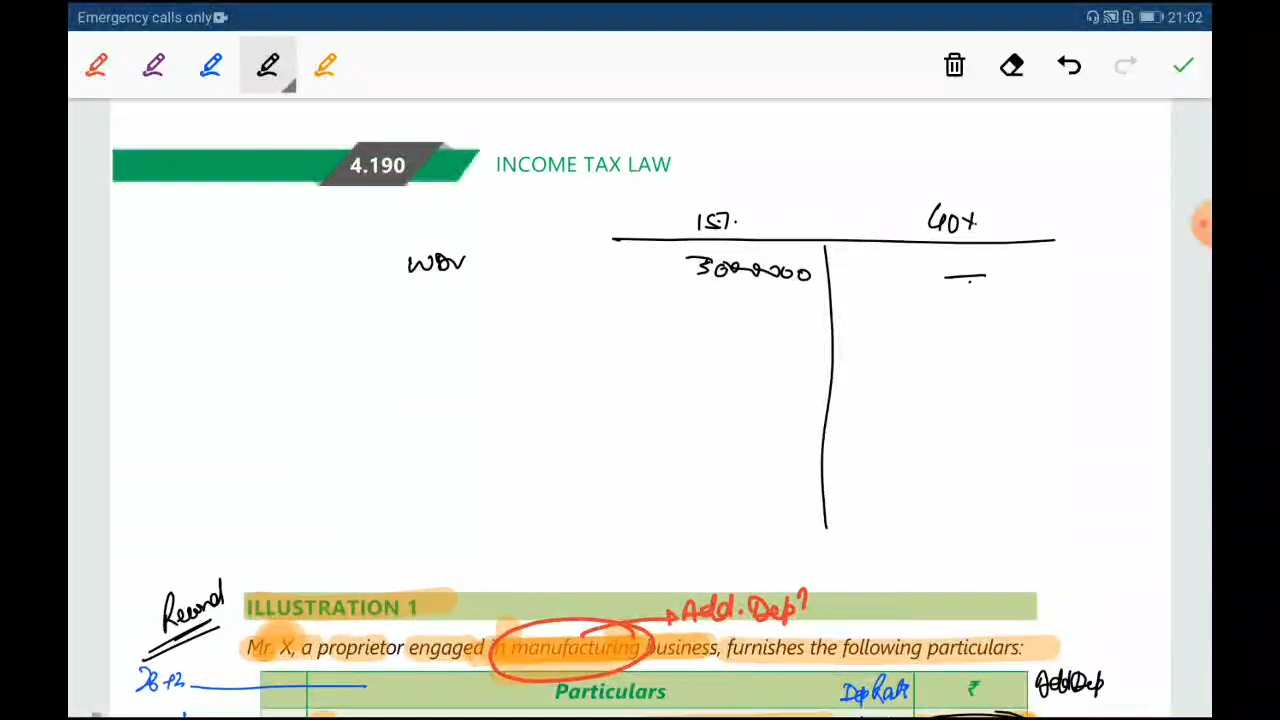 Emergency calls only
21:02
4.190 INCOME TAX LAW
15%. 40%
WDV 3000000 —
Record
ILLUSTRATION 1
Add. Dep?
Mr. X, a proprietor engaged in manufacturing business, furnishes the following particulars:
Particulars Dep Rate ₹ Add Dep